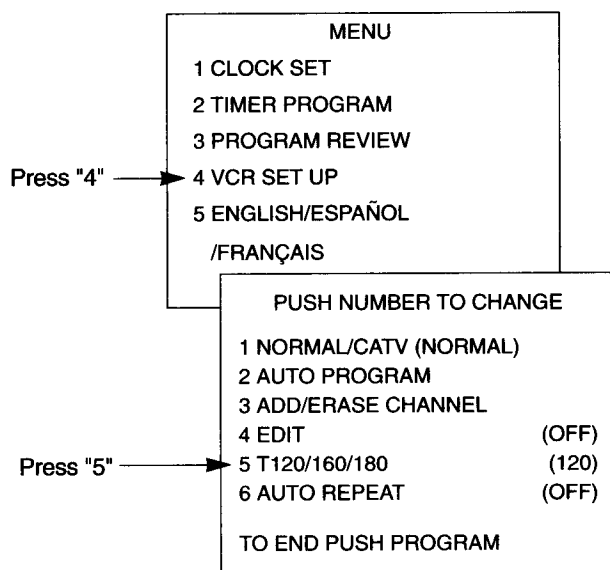 MENU
1 CLOCK SET
2 TIMER PROGRAM
3 PROGRAM REVIEW
Press "4"
4 VCR SET UP
5 ENGLISH/ESPAÑOL
/FRANÇAIS
PUSH NUMBER TO CHANGE
1 NORMAL/CATV (NORMAL)
2 AUTO PROGRAM
3 ADD/ERASE CHANNEL
4 EDIT (OFF)
Press "5"
5 T120/160/180 (120)
6 AUTO REPEAT (OFF)
TO END PUSH PROGRAM